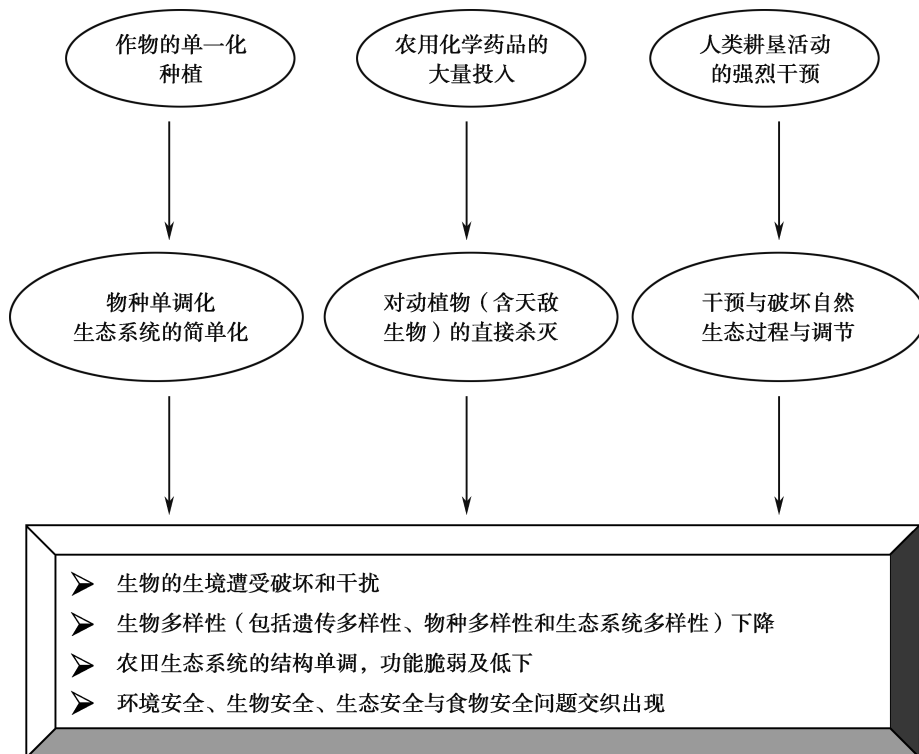 作物的单一化
种植
农用化学药品的
大量投入
人类耕垦活动
的强烈干预
物种单调化
生态系统的简单化
对动植物（含天敌
生物）的直接杀灭
干预与破坏自然
生态过程与调节
生物的生境遭受破坏和干扰
生物多样性（包括遗传多样性、物种多样性和生态系统多样性）下降
农田生态系统的结构单调，功能脆弱及低下
环境安全、生物安全、生态安全与食物安全问题交织出现